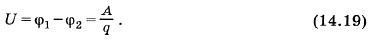 U = φ₁ − φ₂ = A/q . (14.19)